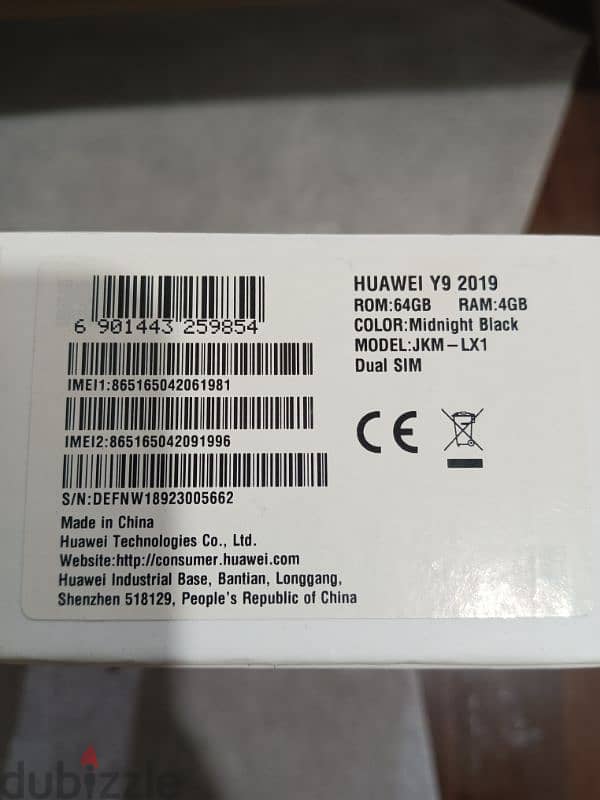 6 901443 259854
IMEI1:865165042061981
IMEI2:865165042091996
S/N:DEFNW18923005662
Made in China
Huawei Technologies Co., Ltd.
Website:http://consumer.huawei.com
Huawei Industrial Base, Bantian, Longgang,
Shenzhen 518129, People's Republic of China
HUAWEI Y9 2019
ROM:64GB RAM:4GB
COLOR:Midnight Black
MODEL:JKM-LX1
Dual SIM
CE
dubizzle